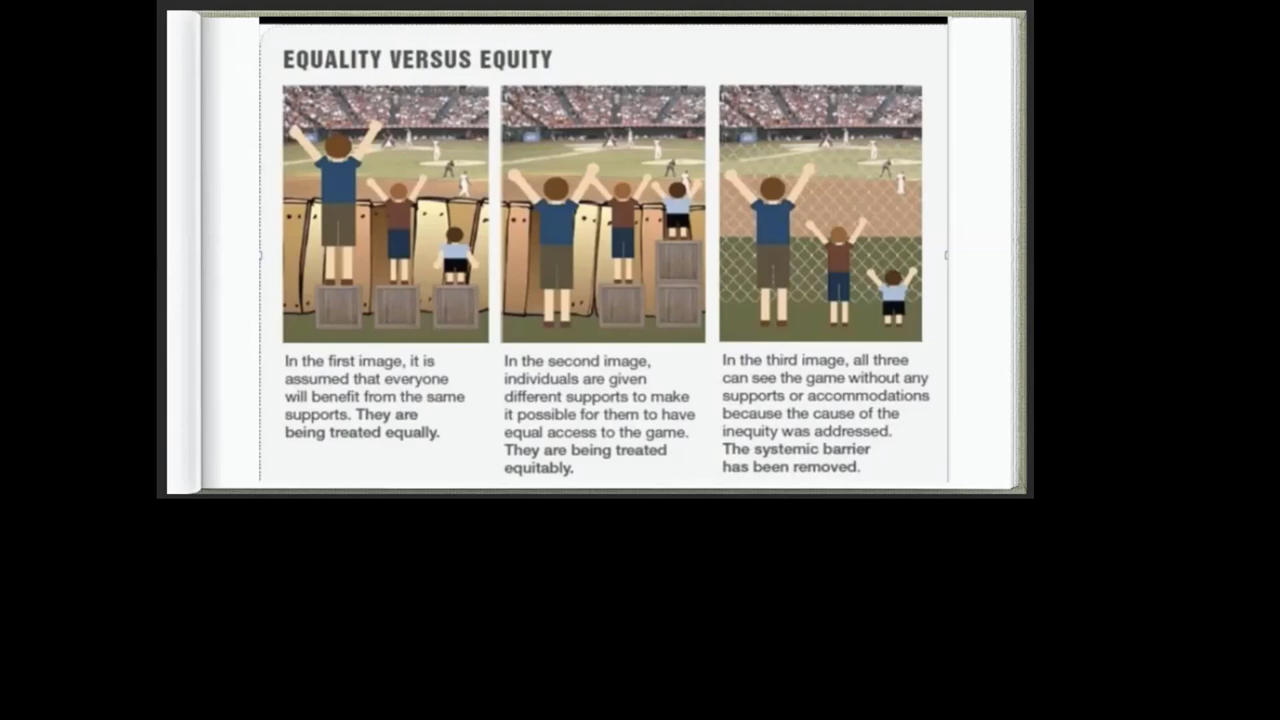 EQUALITY VERSUS EQUITY
In the first image, it is
assumed that everyone
will benefit from the same
supports. They are
being treated equally.
In the second image,
individuals are given
different supports to make
it possible for them to have
equal access to the game.
They are being treated
equitably.
In the third image, all three
can see the game without any
supports or accommodations
because the cause of the
inequity was addressed.
The systemic barrier
has been removed.